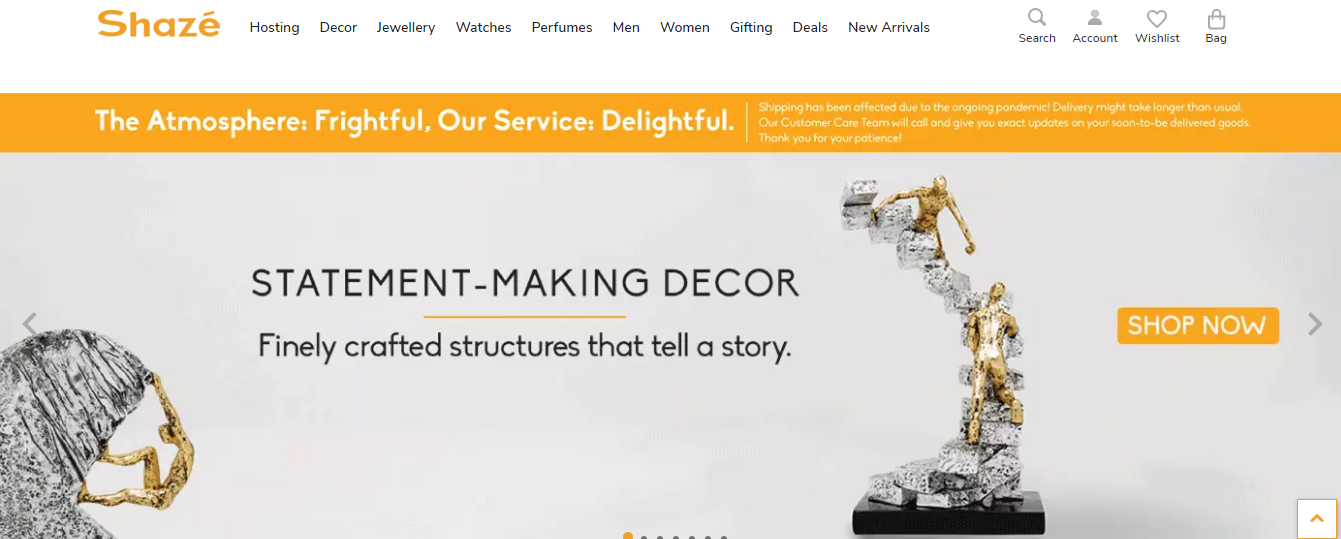 Shazé
Hosting Decor Jewellery Watches Perfumes Men Women Gifting Deals New Arrivals
Search Account Wishlist Bag
The Atmosphere: Frightful, Our Service: Delightful.
Shipping has been affected due to the ongoing pandemic! Delivery might take longer than usual.
Our Customer Care Team will call and give you exact updates on your soon-to-be delivered goods.
Thank you for your patience!
STATEMENT-MAKING DECOR
Finely crafted structures that tell a story.
SHOP NOW